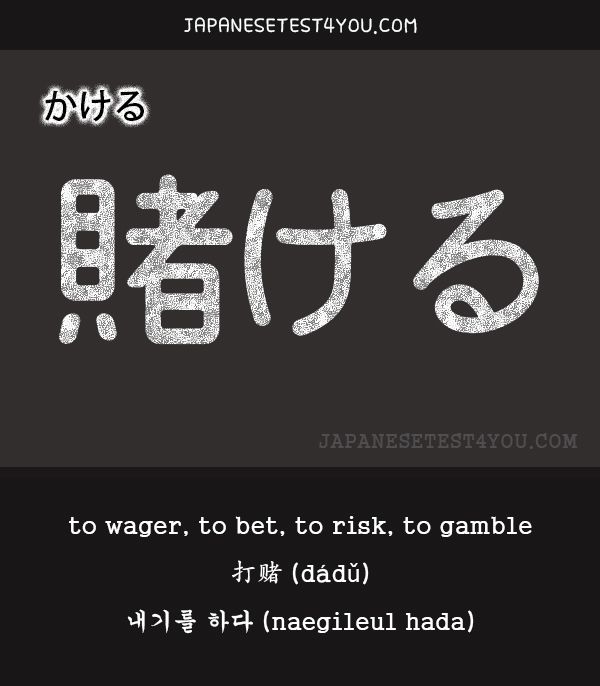 JAPANESETEST4YOU.COM
かける
賭ける
JAPANESETEST4YOU.COM
to wager, to bet, to risk, to gamble
打赌 (dádǔ)
내기를 하다 (naegileul hada)